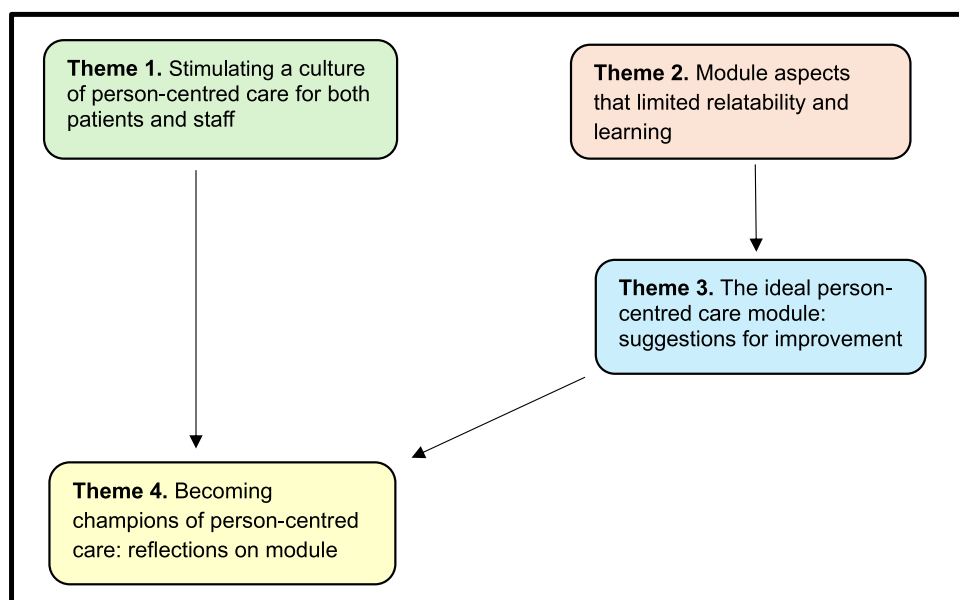 Theme 1. Stimulating a culture
of person-centred care for both
patients and staff
Theme 2. Module aspects
that limited relatability and
learning
Theme 3. The ideal person-
centred care module:
suggestions for improvement
Theme 4. Becoming
champions of person-centred
care: reflections on module